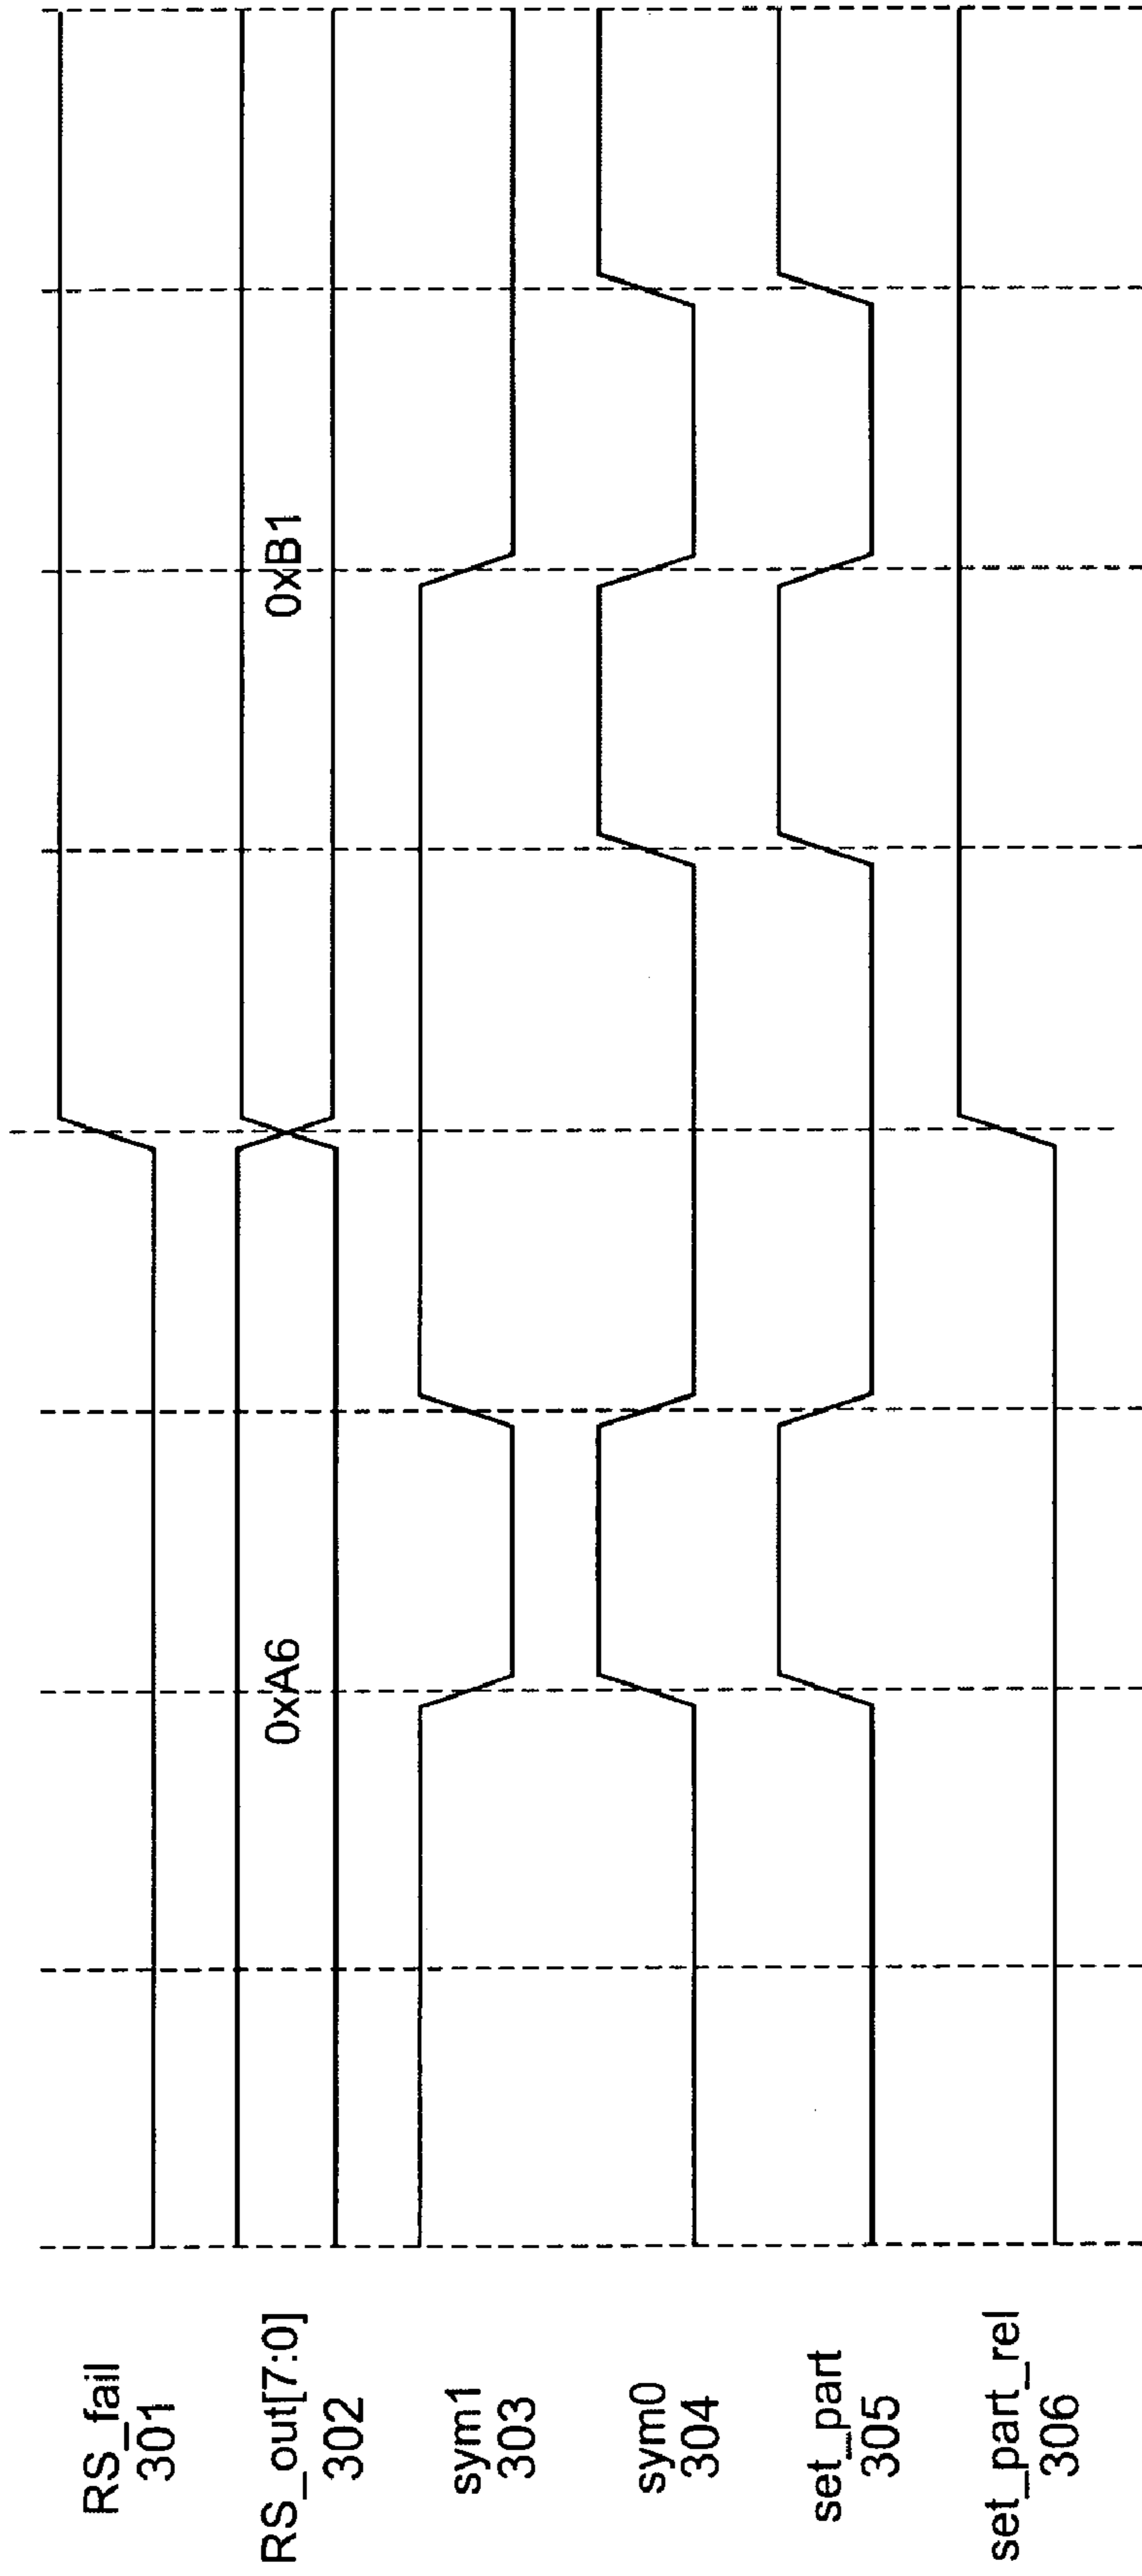 RS_fail
301
RS_out[7:0]
302
0xA6
0xB1
sym1
303
sym0
304
set_part
305
set_part_rel
306